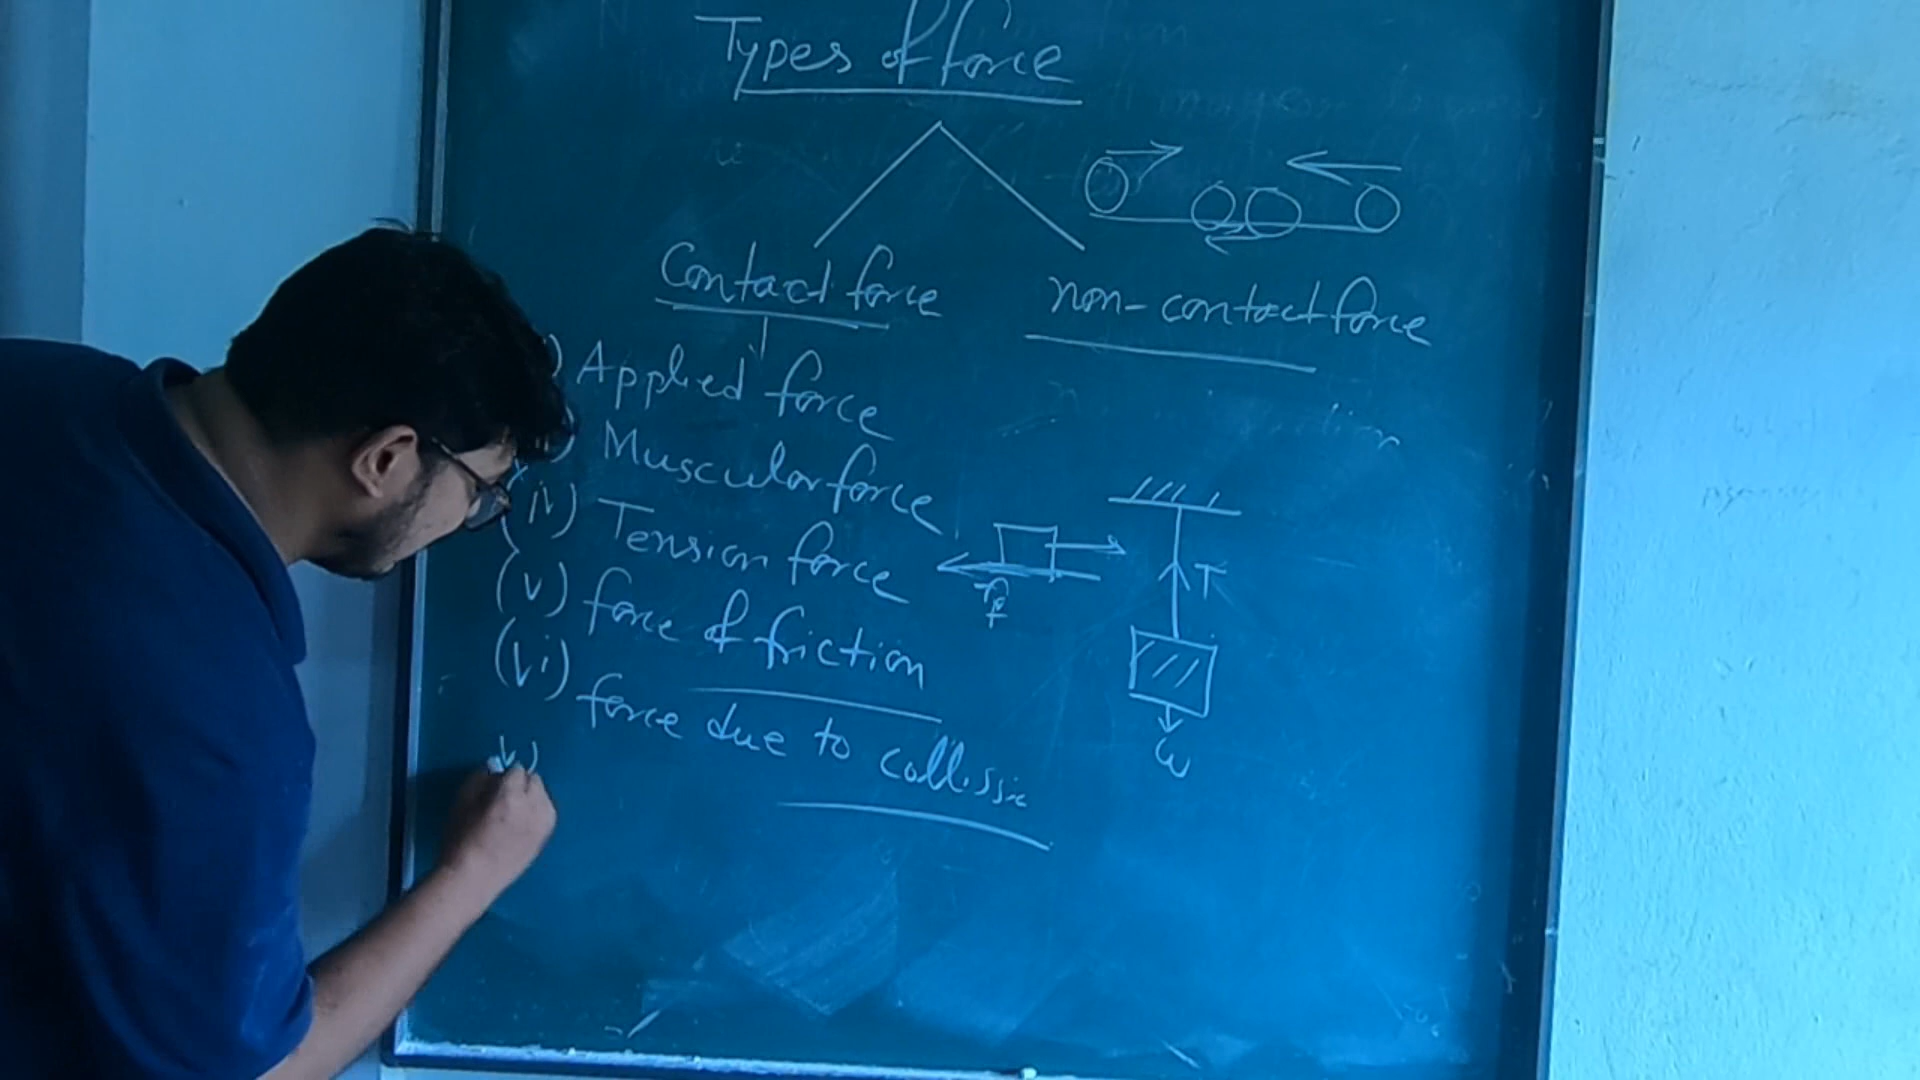 Types of force
Contact force
non-contact force
) Applied force
) Muscular force
(iv) Tension force
(v) force of friction
(vi) force due to collissio
T
W